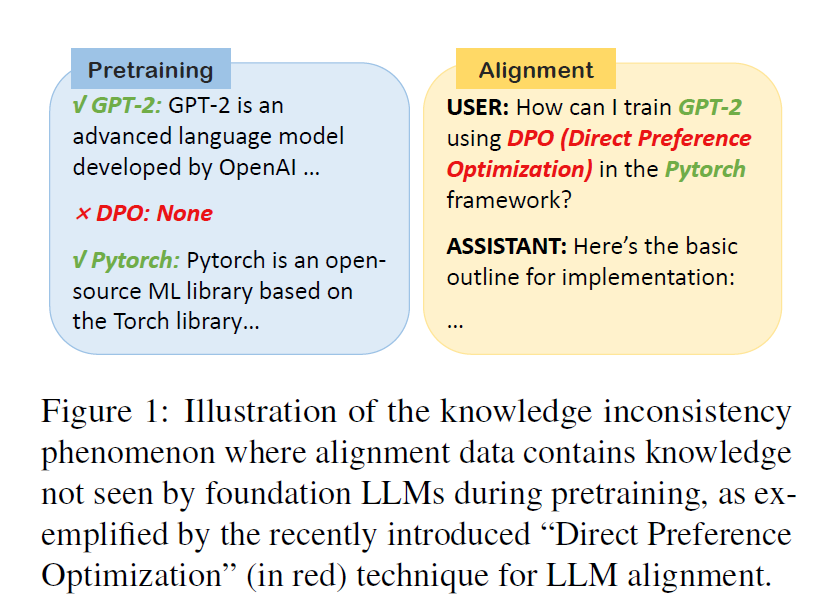 Pretraining
√ GPT-2: GPT-2 is an
advanced language model
developed by OpenAI ...
× DPO: None
√ Pytorch: Pytorch is an open-
source ML library based on
the Torch library...
Alignment
USER: How can I train GPT-2
using DPO (Direct Preference
Optimization) in the Pytorch
framework?
ASSISTANT: Here’s the basic
outline for implementation:
...
Figure 1: Illustration of the knowledge inconsistency
phenomenon where alignment data contains knowledge
not seen by foundation LLMs during pretraining, as ex-
emplified by the recently introduced “Direct Preference
Optimization” (in red) technique for LLM alignment.